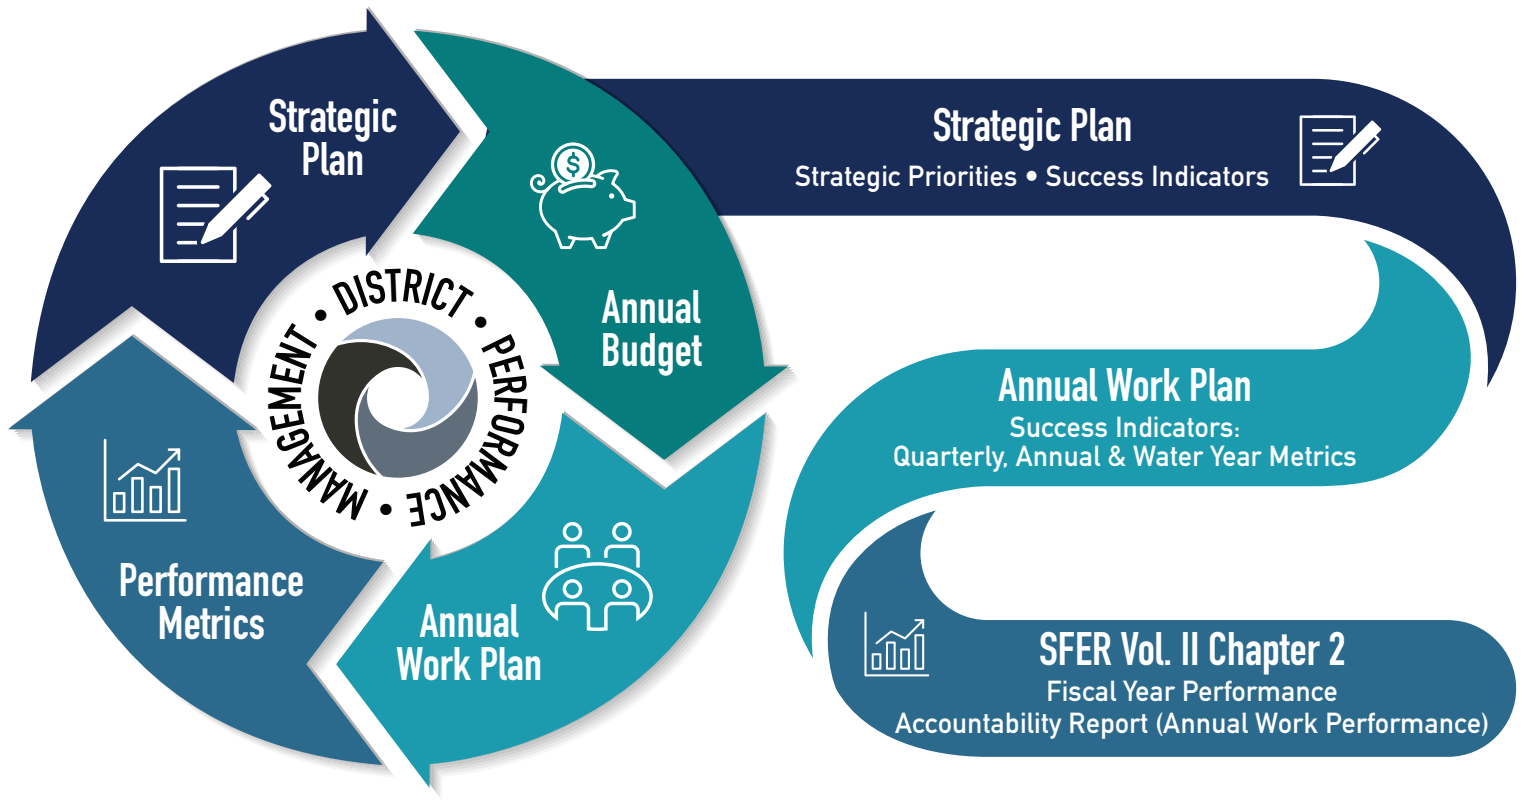 Strategic
Plan
$
Annual
Budget
DISTRICT • PERFORMANCE • MANAGEMENT •
Performance
Metrics
Annual
Work Plan
Strategic Plan
Strategic Priorities • Success Indicators
Annual Work Plan
Success Indicators:
Quarterly, Annual & Water Year Metrics
SFER Vol. II Chapter 2
Fiscal Year Performance
Accountability Report (Annual Work Performance)